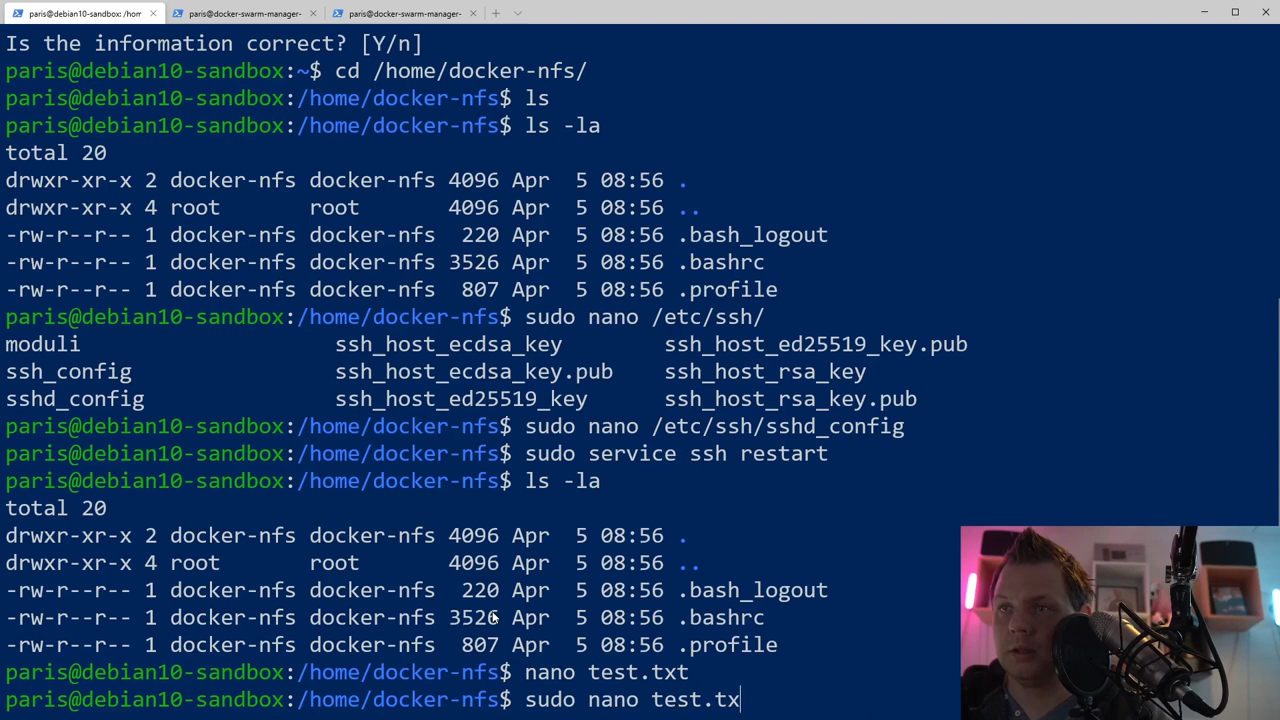 paris@debian10-sandbox: /hom
paris@docker-swarm-manager-
paris@docker-swarm-manager-
Is the information correct? [Y/n]
paris@debian10-sandbox:~$ cd /home/docker-nfs/
paris@debian10-sandbox:/home/docker-nfs$ ls
paris@debian10-sandbox:/home/docker-nfs$ ls -la
total 20
drwxr-xr-x 2 docker-nfs docker-nfs 4096 Apr  5 08:56 .
drwxr-xr-x 4 root       root       4096 Apr  5 08:56 ..
-rw-r--r-- 1 docker-nfs docker-nfs  220 Apr  5 08:56 .bash_logout
-rw-r--r-- 1 docker-nfs docker-nfs 3526 Apr  5 08:56 .bashrc
-rw-r--r-- 1 docker-nfs docker-nfs  807 Apr  5 08:56 .profile
paris@debian10-sandbox:/home/docker-nfs$ sudo nano /etc/ssh/
moduli                    ssh_host_ecdsa_key        ssh_host_ed25519_key.pub
ssh_config                ssh_host_ecdsa_key.pub    ssh_host_rsa_key
sshd_config               ssh_host_ed25519_key      ssh_host_rsa_key.pub
paris@debian10-sandbox:/home/docker-nfs$ sudo nano /etc/ssh/sshd_config
paris@debian10-sandbox:/home/docker-nfs$ sudo service ssh restart
paris@debian10-sandbox:/home/docker-nfs$ ls -la
total 20
drwxr-xr-x 2 docker-nfs docker-nfs 4096 Apr  5 08:56 .
drwxr-xr-x 4 root       root       4096 Apr  5 08:56 ..
-rw-r--r-- 1 docker-nfs docker-nfs  220 Apr  5 08:56 .bash_logout
-rw-r--r-- 1 docker-nfs docker-nfs 3526 Apr  5 08:56 .bashrc
-rw-r--r-- 1 docker-nfs docker-nfs  807 Apr  5 08:56 .profile
paris@debian10-sandbox:/home/docker-nfs$ nano test.txt
paris@debian10-sandbox:/home/docker-nfs$ sudo nano test.tx